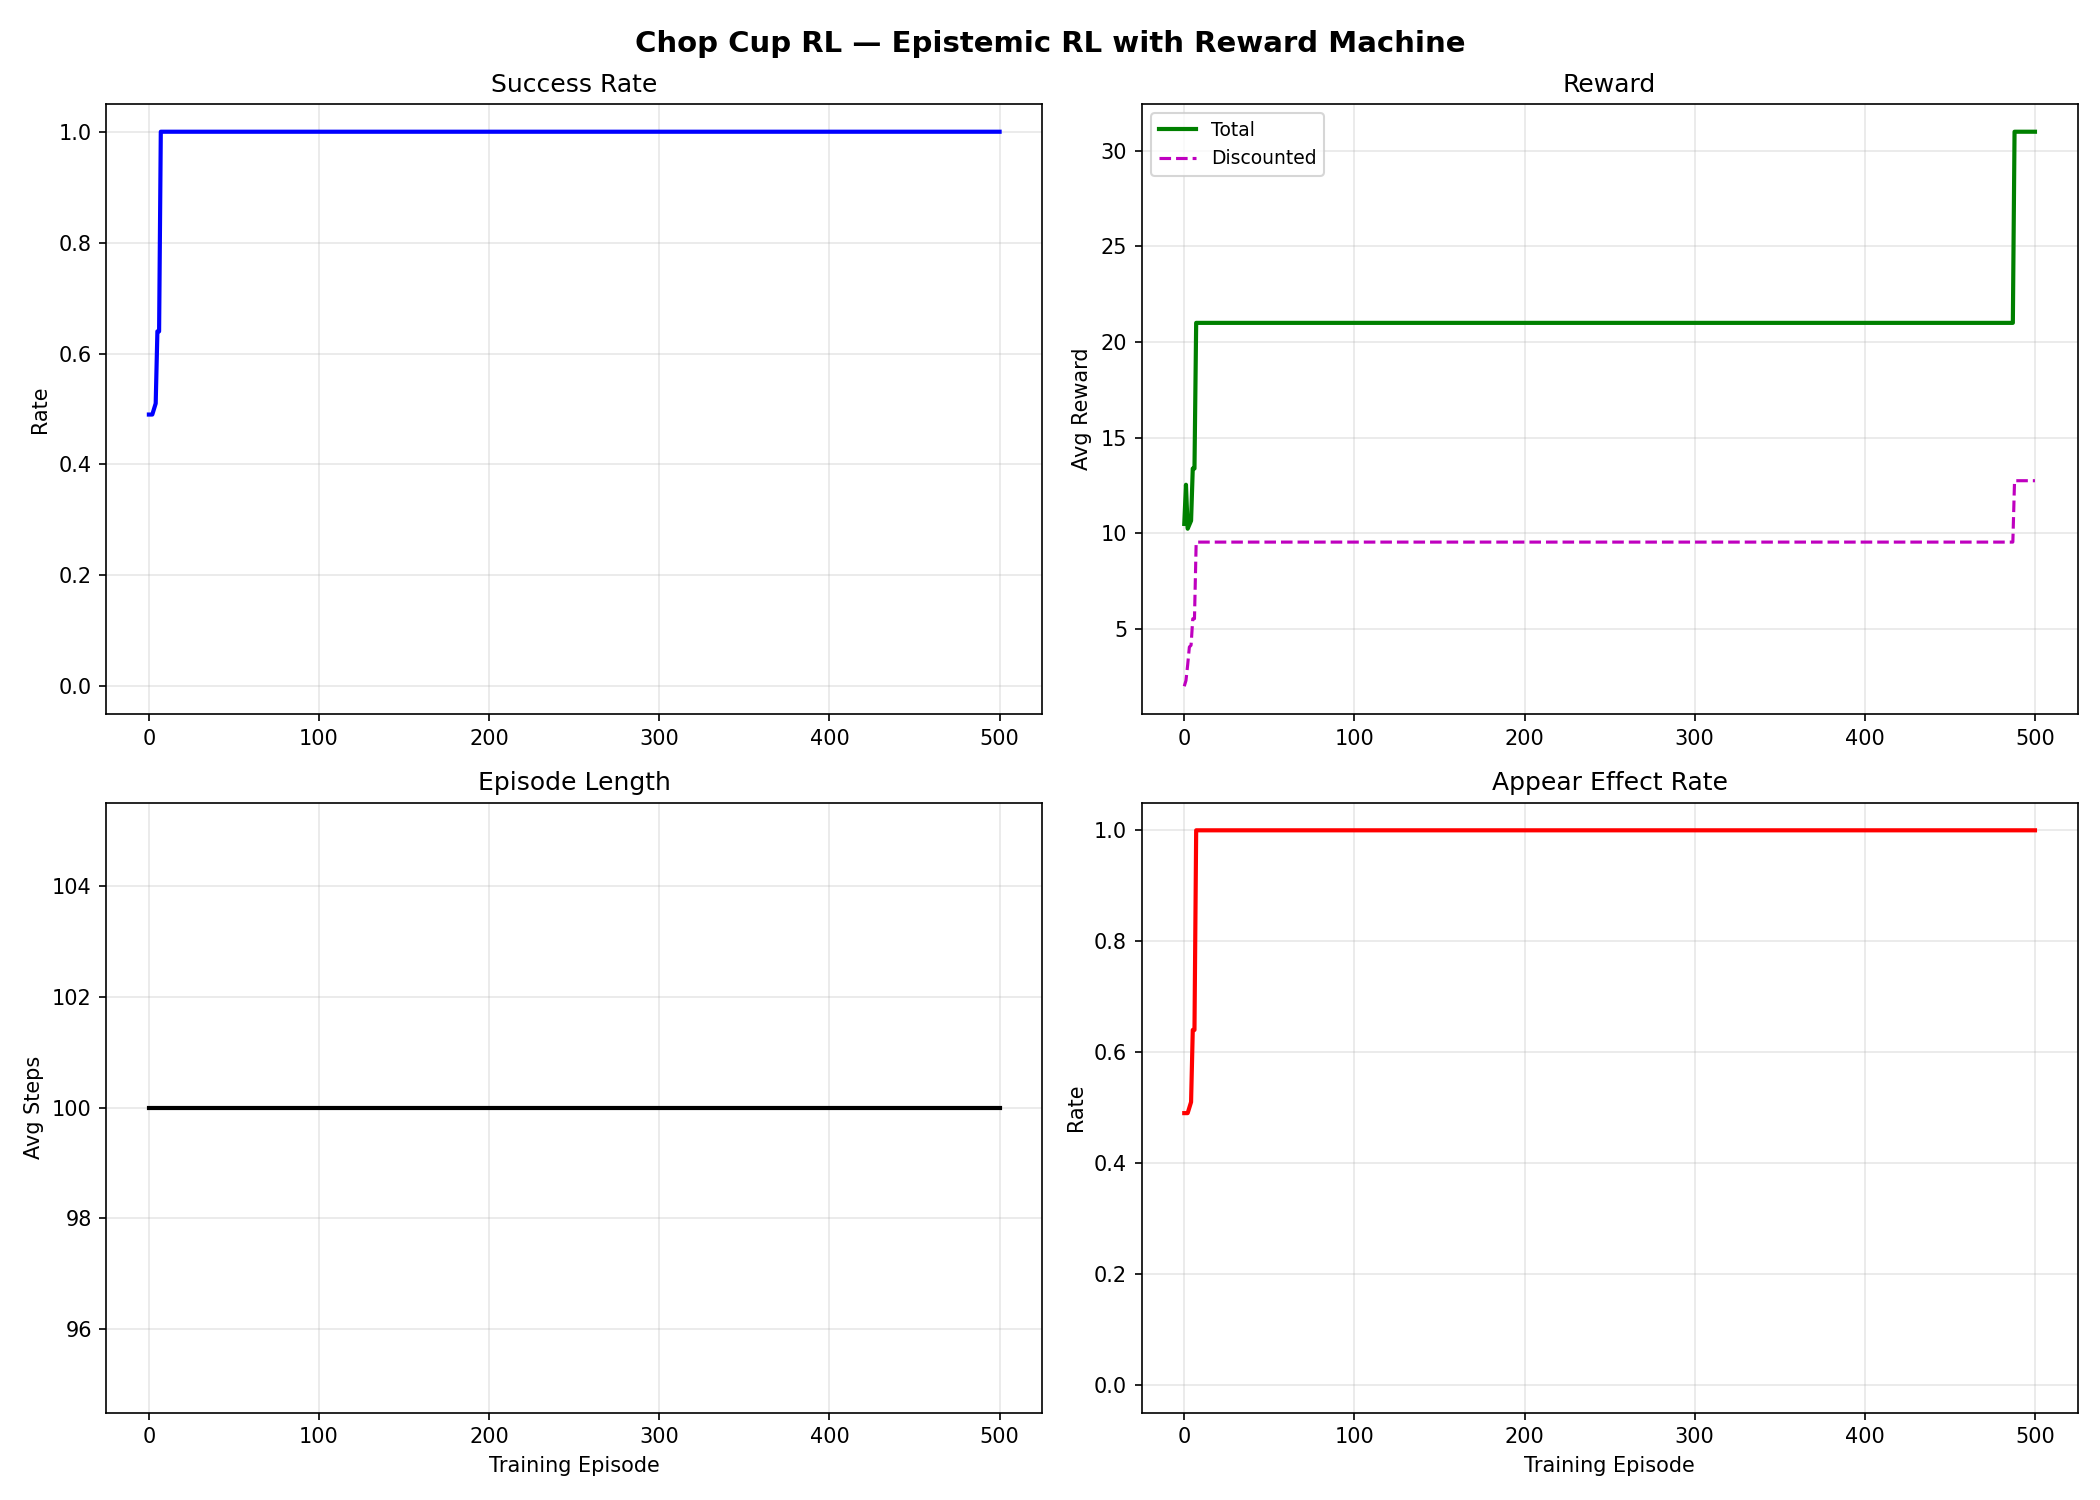 Chop Cup RL — Epistemic RL with Reward Machine
Success Rate
Rate
1.0
0.8
0.6
0.4
0.2
0.0
0 100 200 300 400 500
Reward
Total
Discounted
Avg Reward
30
25
20
15
10
5
0 100 200 300 400 500
Episode Length
Avg Steps
104
102
100
98
96
0 100 200 300 400 500
Training Episode
Appear Effect Rate
Rate
1.0
0.8
0.6
0.4
0.2
0.0
0 100 200 300 400 500
Training Episode